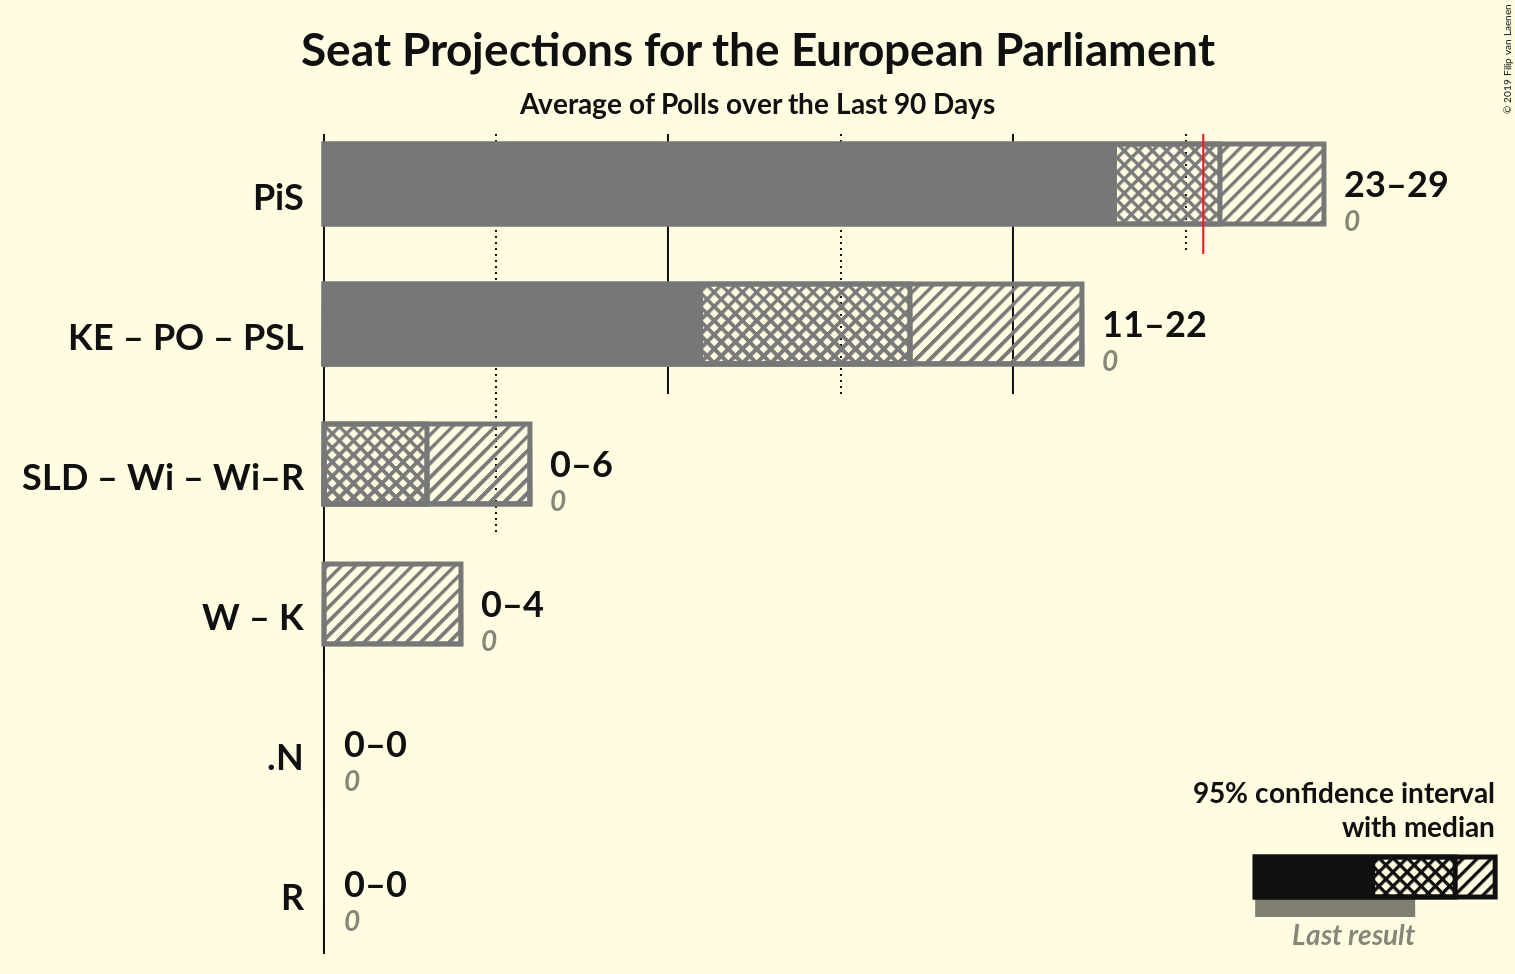 Seat Projections for the European Parliament
Average of Polls over the Last 90 Days
© 2019 Filip van Laenen
PiS
23–29
0
KE – PO – PSL
11–22
0
SLD – Wi – Wi–R
0–6
0
W – K
0–4
0
.N
0–0
0
R
0–0
0
95% confidence interval
with median
Last result